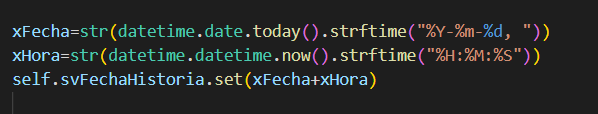 xFecha=str(datetime.date.today().strftime("%Y-%m-%d, "))
xHora=str(datetime.datetime.now().strftime("%H:%M:%S"))
self.svFechaHistoria.set(xFecha+xHora)